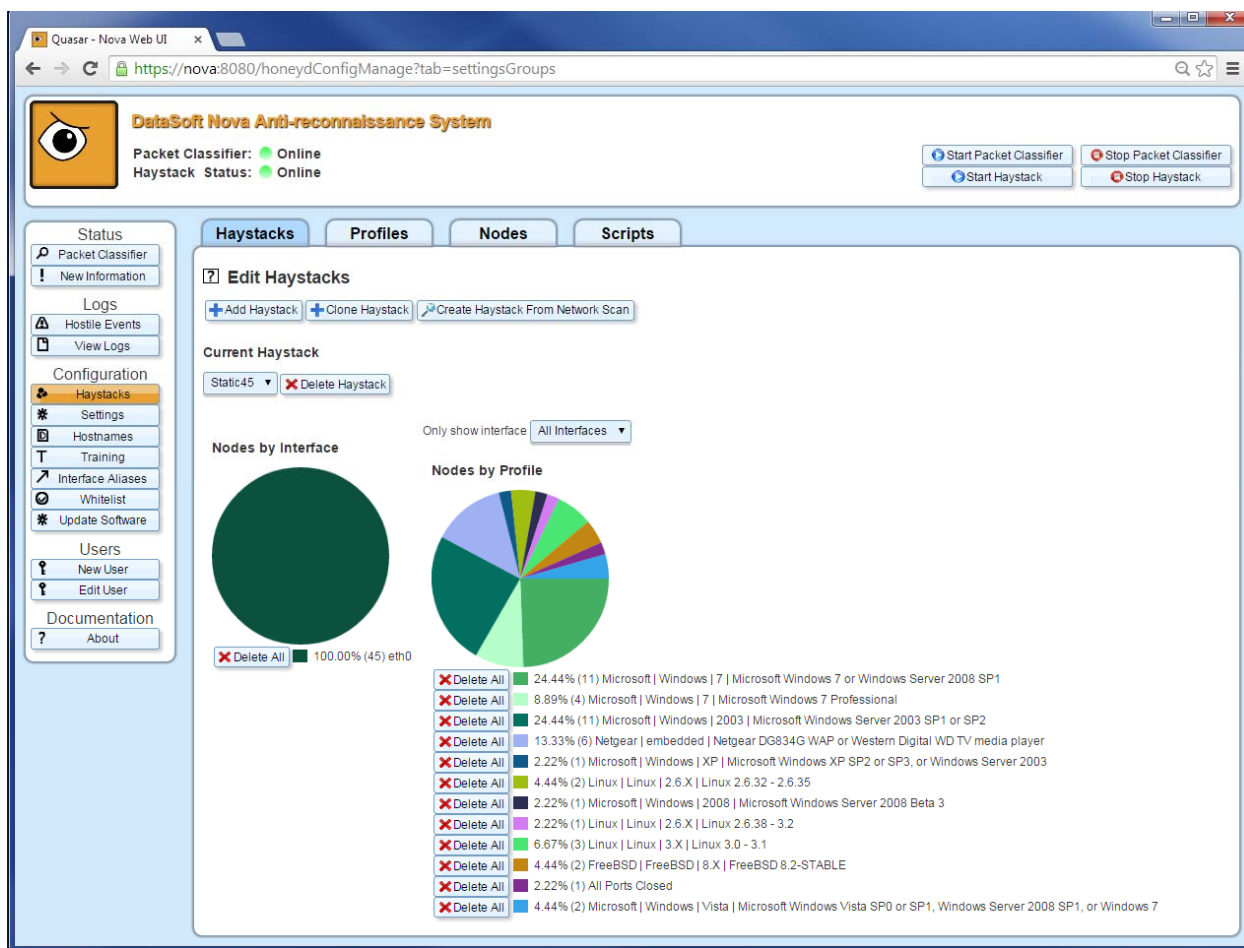 Quasar - Nova Web UI
https://nova:8080/honeydConfigManage?tab=settingsGroups
DataSoft Nova Anti-reconnaissance System
Packet Classifier: Online
Haystack Status: Online
Start Packet Classifier Stop Packet Classifier
Start Haystack Stop Haystack
Status
Packet Classifier
! New Information
Logs
Hostile Events
View Logs
Configuration
Haystacks
Settings
Hostnames
T Training
Interface Aliases
Whitelist
Update Software
Users
New User
Edit User
Documentation
? About
Haystacks Profiles Nodes Scripts
? Edit Haystacks
Add Haystack Clone Haystack Create Haystack From Network Scan
Current Haystack
Static45 Delete Haystack
Only show interface All Interfaces
Nodes by Interface
Delete All 100.00% (45) eth0
Nodes by Profile
Delete All 24.44% (11) Microsoft | Windows | 7 | Microsoft Windows 7 or Windows Server 2008 SP1
Delete All 8.89% (4) Microsoft | Windows | 7 | Microsoft Windows 7 Professional
Delete All 24.44% (11) Microsoft | Windows | 2003 | Microsoft Windows Server 2003 SP1 or SP2
Delete All 13.33% (6) Netgear | embedded | Netgear DG834G WAP or Western Digital WD TV media player
Delete All 2.22% (1) Microsoft | Windows | XP | Microsoft Windows XP SP2 or SP3, or Windows Server 2003
Delete All 4.44% (2) Linux | Linux | 2.6.X | Linux 2.6.32 - 2.6.35
Delete All 2.22% (1) Microsoft | Windows | 2008 | Microsoft Windows Server 2008 Beta 3
Delete All 2.22% (1) Linux | Linux | 2.6.X | Linux 2.6.38 - 3.2
Delete All 6.67% (3) Linux | Linux | 3.X | Linux 3.0 - 3.1
Delete All 4.44% (2) FreeBSD | FreeBSD | 8.X | FreeBSD 8.2-STABLE
Delete All 2.22% (1) All Ports Closed
Delete All 4.44% (2) Microsoft | Windows | Vista | Microsoft Windows Vista SP0 or SP1, Windows Server 2008 SP1, or Windows 7